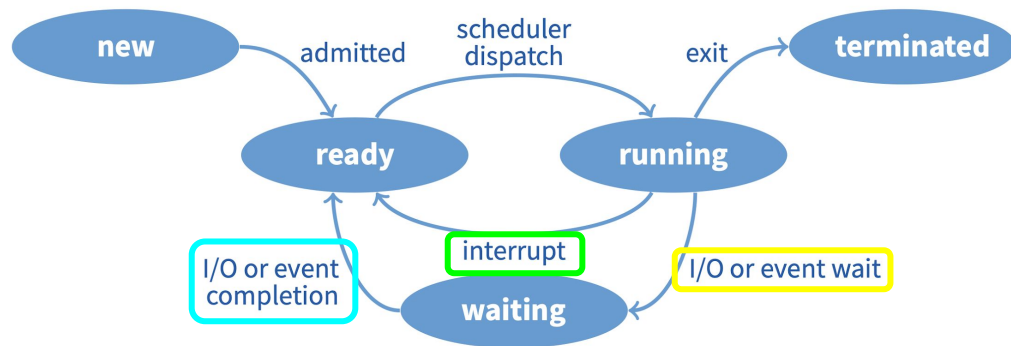 new
admitted
scheduler
dispatch
exit
terminated
ready
running
interrupt
I/O or event
completion
I/O or event wait
waiting